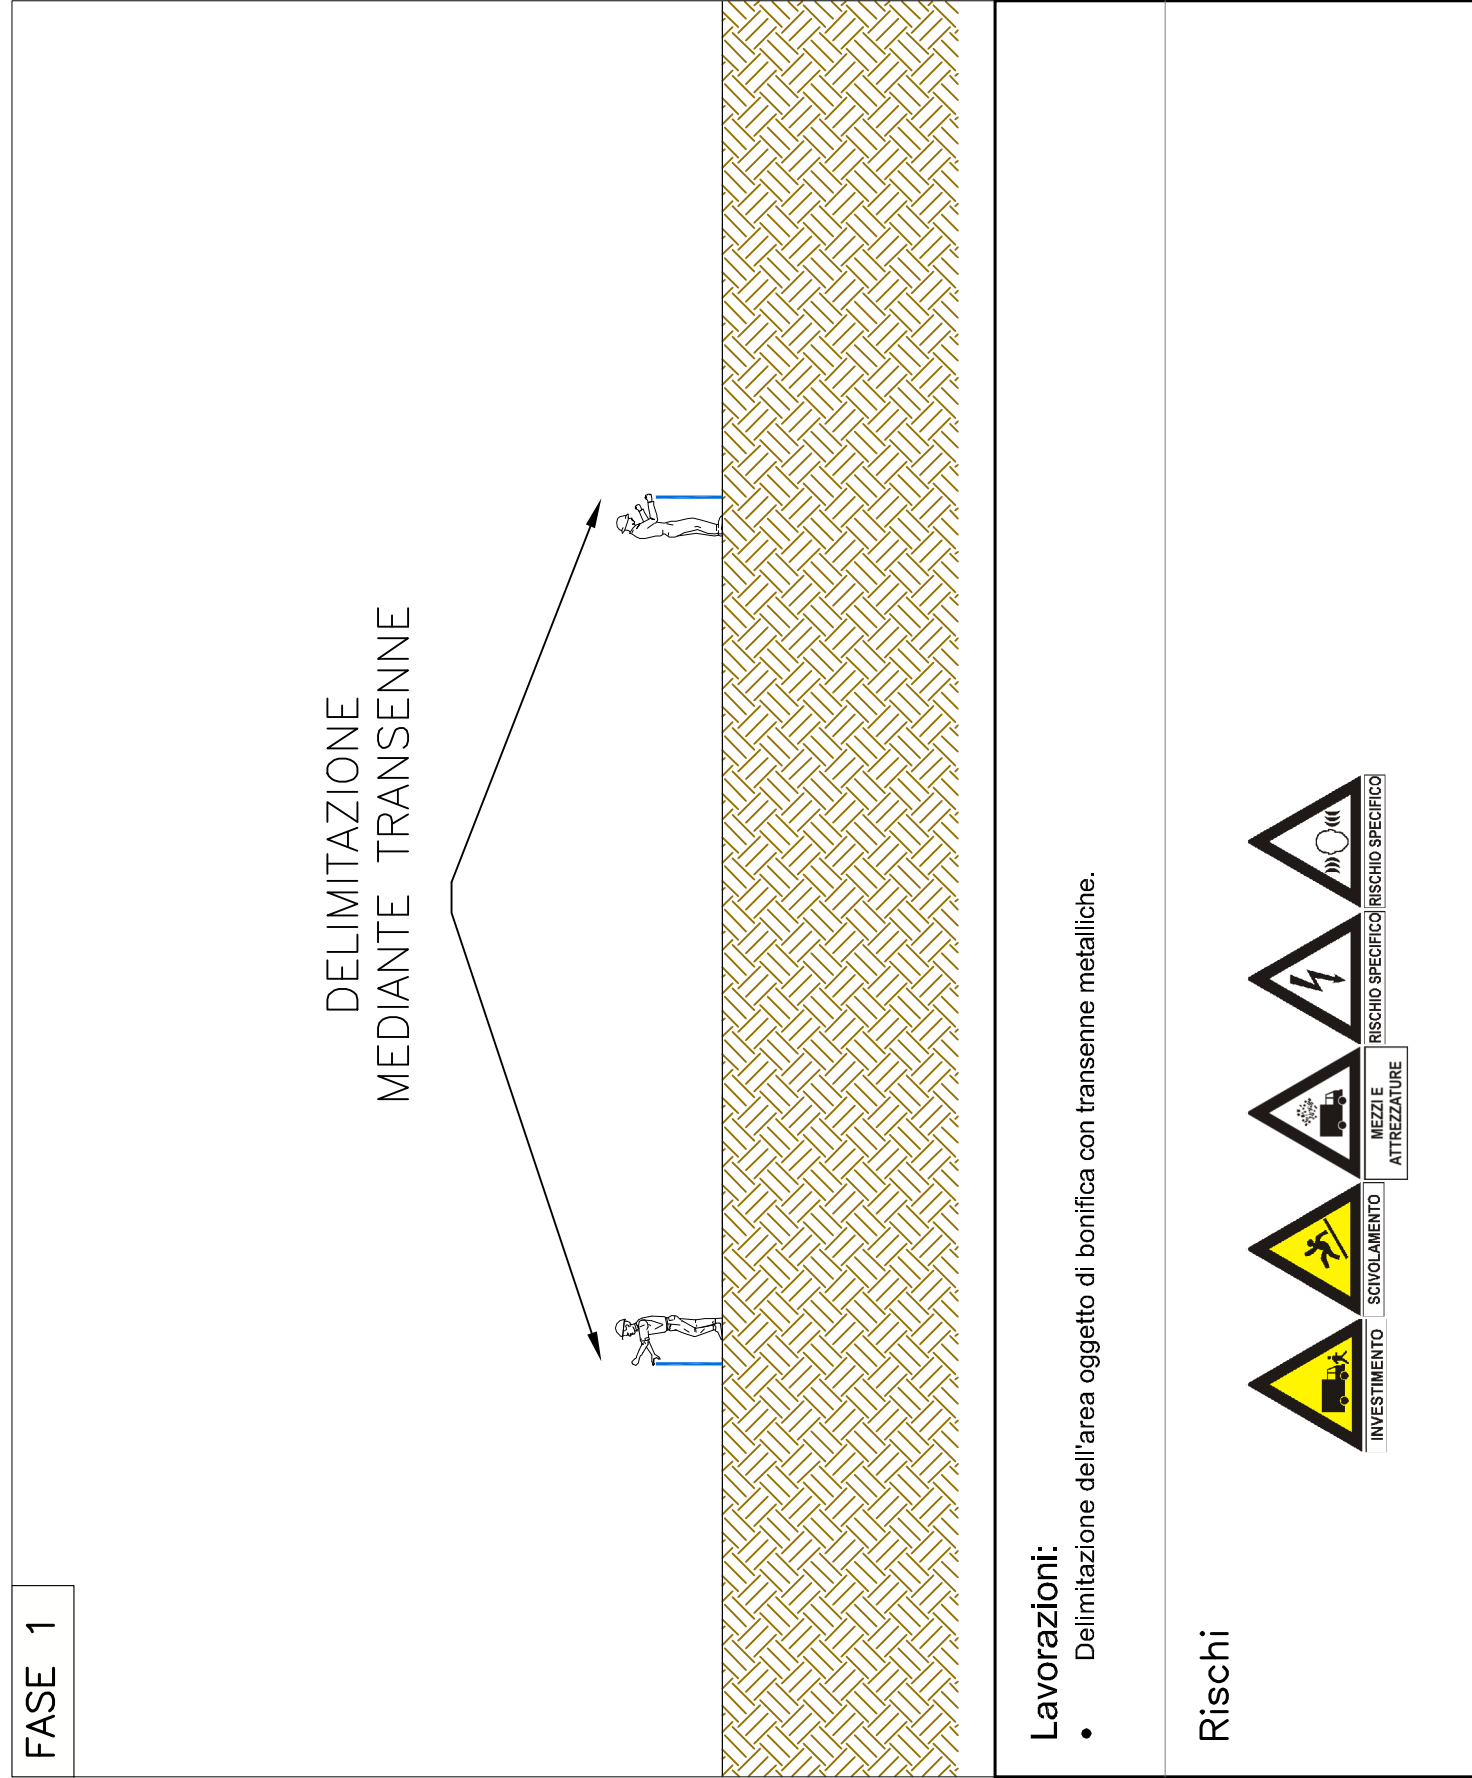 FASE 1
DELIMITAZIONE
MEDIANTE TRANSENNE
Lavorazioni:
• Delimitazione dell'area oggetto di bonifica con transenne metalliche.
Rischi
INVESTIMENTO
SCIVOLAMENTO
MEZZI E
ATTREZZATURE
RISCHIO SPECIFICO
RISCHIO SPECIFICO